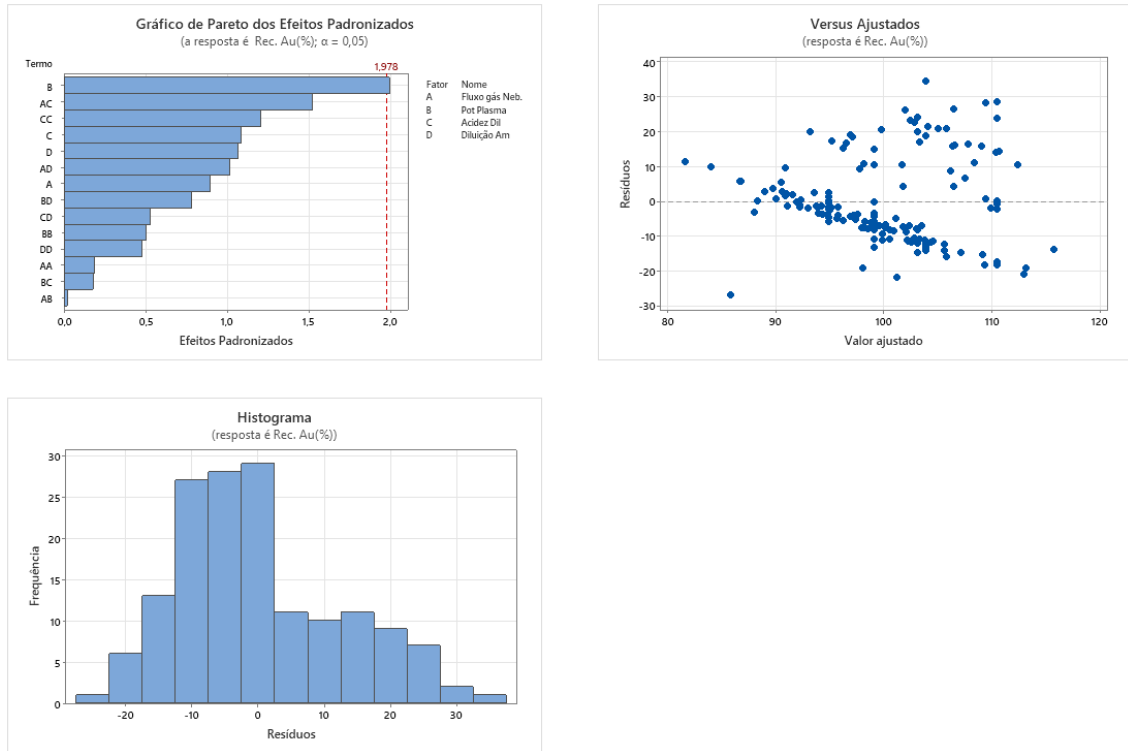 Gráfico de Pareto dos Efeitos Padronizados
(a resposta é Rec. Au(%); α = 0,05)
Termo
1,978
B
AC
CC
C
D
AD
A
BD
CD
BB
DD
AA
BC
AB
0,0 0,5 1,0 1,5 2,0
Efeitos Padronizados
Fator Nome
A Fluxo gás Neb.
B Pot Plasma
C Acidez Dil
D Diluição Am
Versus Ajustados
(resposta é Rec. Au(%))
40
30
20
10
0
-10
-20
-30
Resíduos
80 90 100 110 120
Valor ajustado
Histograma
(resposta é Rec. Au(%))
30
25
20
15
10
5
0
Frequência
-20 -10 0 10 20 30
Resíduos